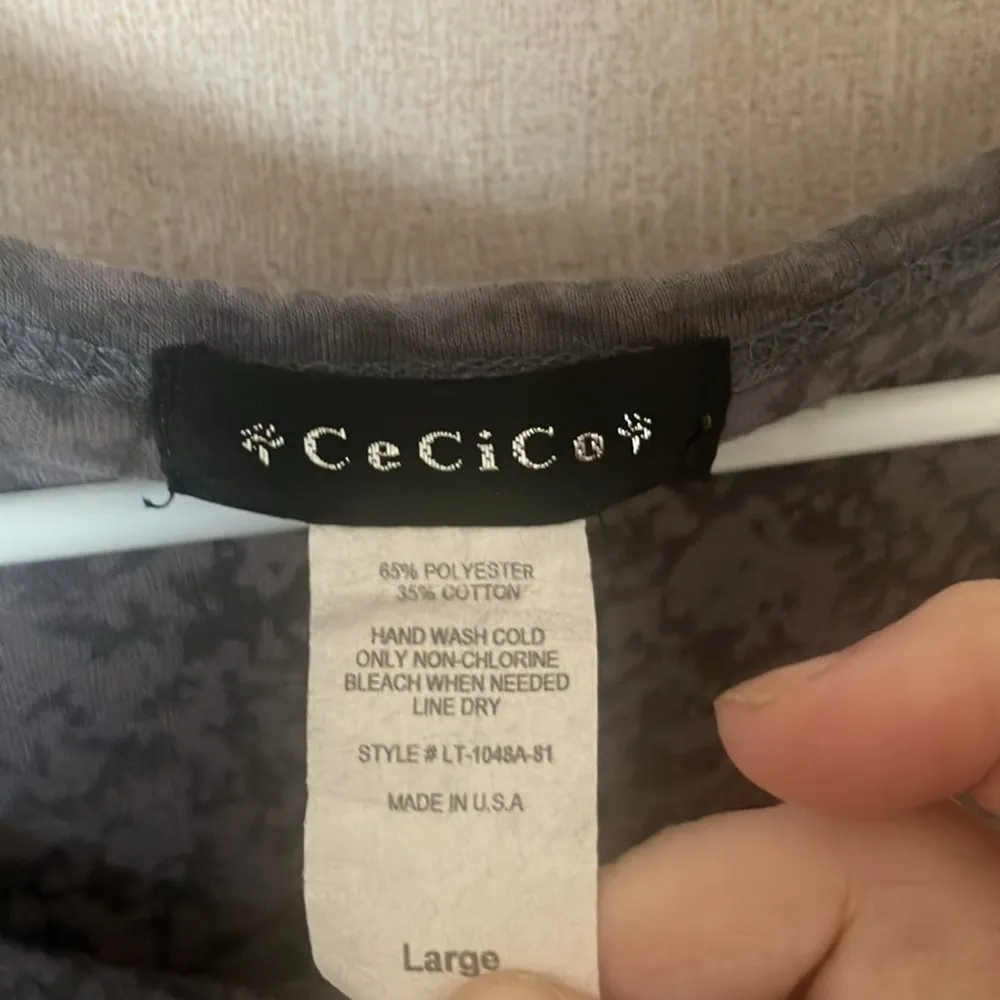 CeCiCo
65% POLYESTER
35% COTTON
HAND WASH COLD
ONLY NON-CHLORINE
BLEACH WHEN NEEDED
LINE DRY
STYLE # LT-1048A-81
MADE IN U.S.A
Large